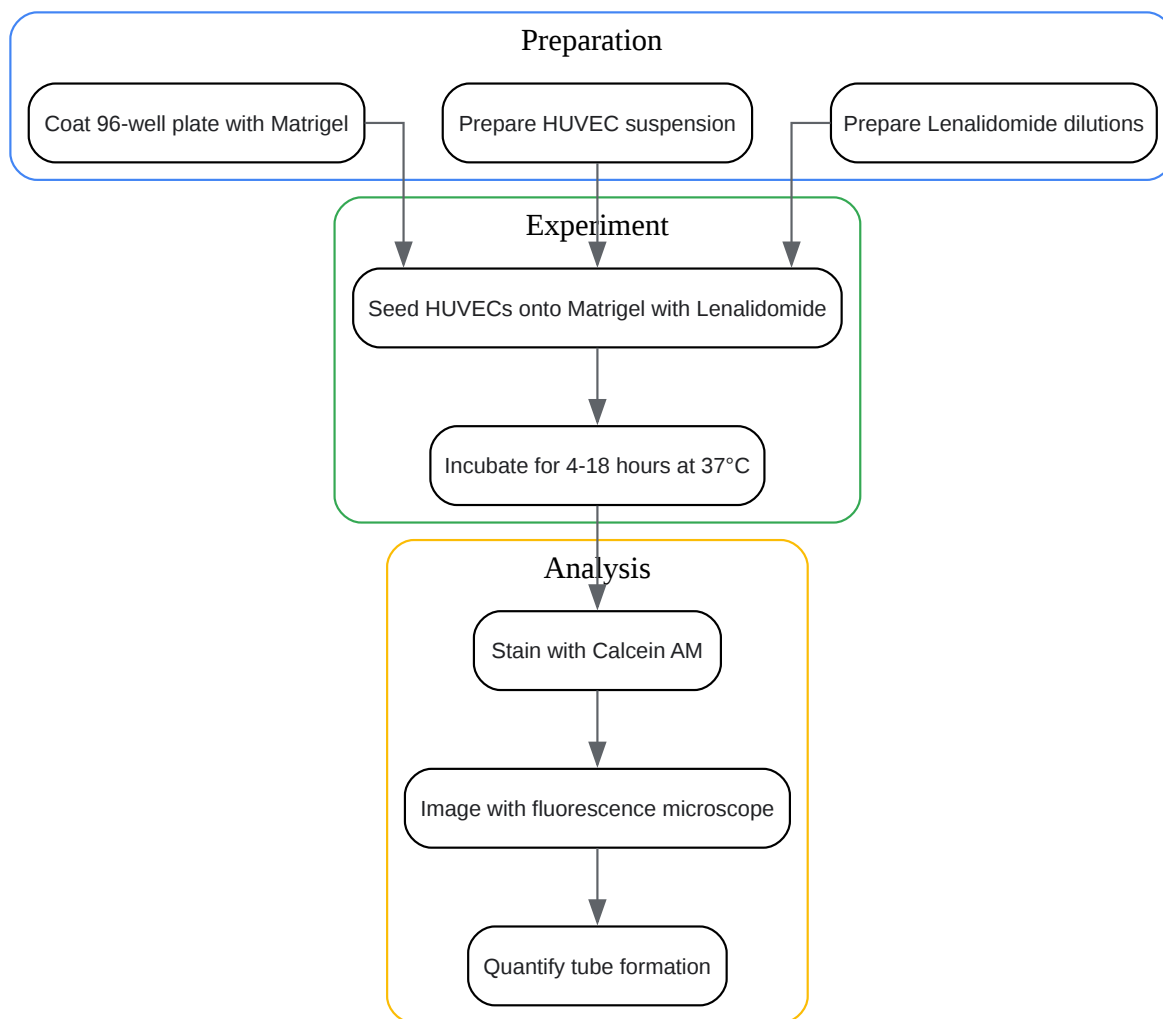 Preparation
Coat 96-well plate with Matrigel
Prepare HUVEC suspension
Prepare Lenalidomide dilutions
Experiment
Seed HUVECs onto Matrigel with Lenalidomide
Incubate for 4-18 hours at 37°C
Analysis
Stain with Calcein AM
Image with fluorescence microscope
Quantify tube formation